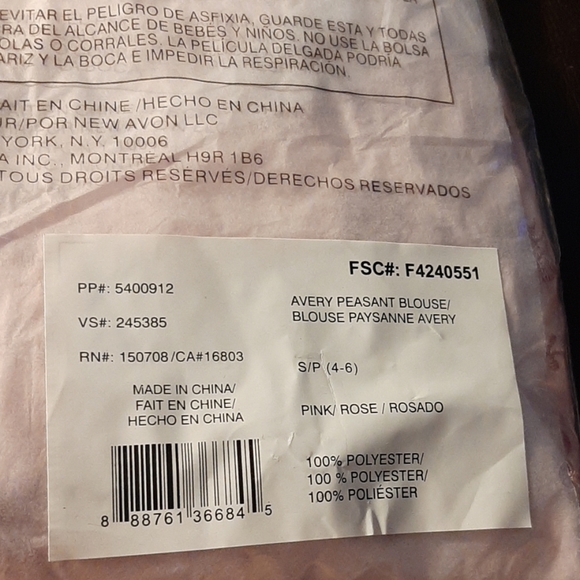 EVITAR EL PELIGRO DE ASFIXIA, GUARDE ESTA Y TODAS
RA DEL ALCANCE DE BEBES Y NIÑOS. NO USE LA BOLSA
OLAS O CORRALES. LA PELÍCULA DELGADA PODRÍA
ARIZ Y LA BOCA E IMPEDIR LA RESPIRACIÓN.
AIT EN CHINE /HECHO EN CHINA
UR/POR NEW AVON LLC
YORK, N.Y. 10006
A INC., MONTREAL H9R 1B6
TOUS DROITS RESÉRVÉS/DERECHOS RESERVADOS
FSC#: F4240551
PP#: 5400912
VS#: 245385
RN#: 150708/CA#16803
MADE IN CHINA/
FAIT EN CHINE/
HECHO EN CHINA
8 88761 36684 5
AVERY PEASANT BLOUSE/
BLOUSE PAYSANNE AVERY
S/P (4-6)
PINK/ ROSE / ROSADO
100% POLYESTER/
100 % POLYESTER/
100% POLIÉSTER